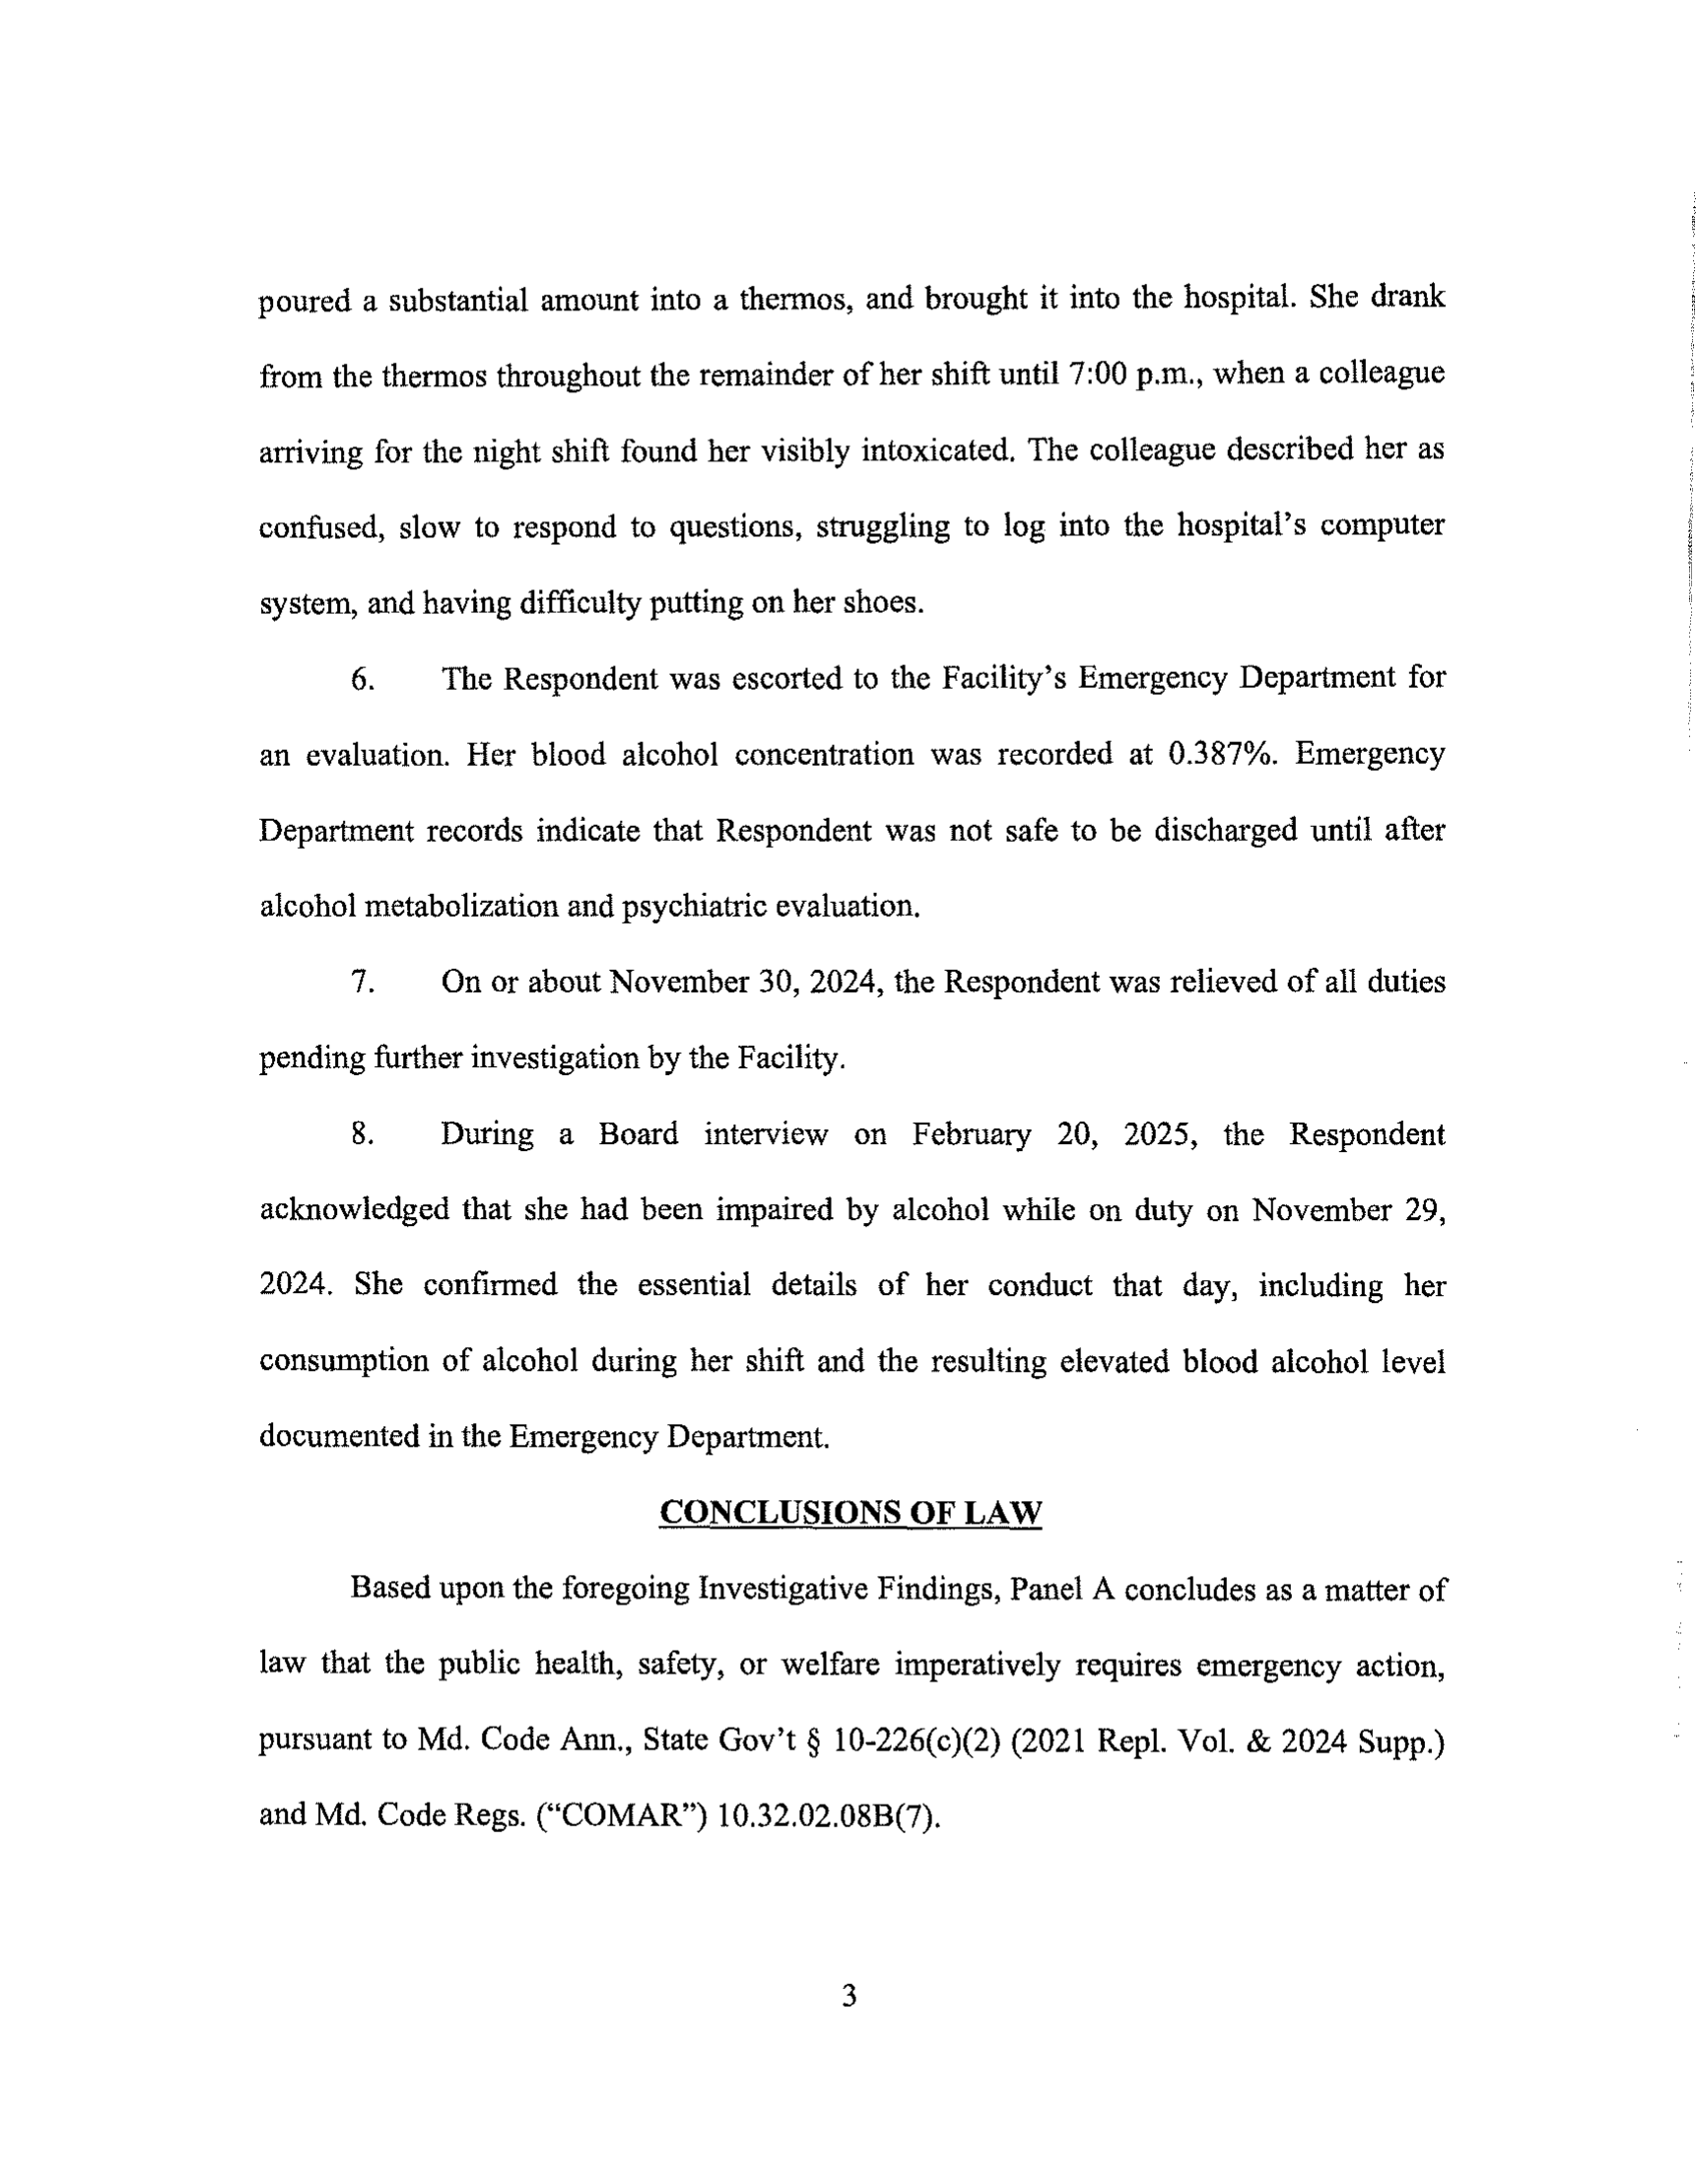 poured a substantial amount into a thermos, and brought it into the hospital. She drank
from the thermos throughout the remainder of her shift until 7:00 p.m., when a colleague
arriving for the night shift found her visibly intoxicated. The colleague described her as
confused, slow to respond to questions, struggling to log into the hospital’s computer
system, and having difficulty putting on her shoes.
6. The Respondent was escorted to the Facility’s Emergency Department for
an evaluation. Her blood alcohol concentration was recorded at 0.387%. Emergency
Department records indicate that Respondent was not safe to be discharged until after
alcohol metabolization and psychiatric evaluation.
7. On or about November 30, 2024, the Respondent was relieved of all duties
pending further investigation by the Facility.
8. During a Board interview on February 20, 2025, the Respondent
acknowledged that she had been impaired by alcohol while on duty on November 29,
2024. She confirmed the essential details of her conduct that day, including her
consumption of alcohol during her shift and the resulting elevated blood alcohol level
documented in the Emergency Department.
CONCLUSIONS OF LAW
Based upon the foregoing Investigative Findings, Panel A concludes as a matter of
law that the public health, safety, or welfare imperatively requires emergency action,
pursuant to Md. Code Ann., State Gov’t § 10-226(c)(2) (2021 Repl. Vol. & 2024 Supp.)
and Md. Code Regs. (“COMAR”) 10.32.02.08B(7).
3